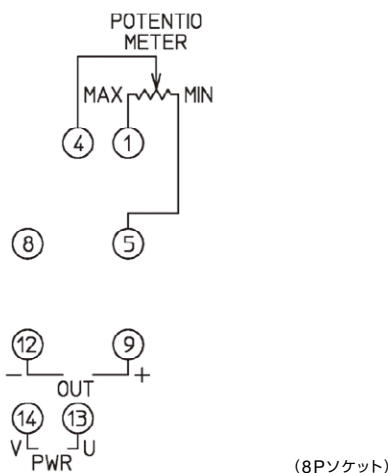 POTENTIO
METER
MAX MIN
4 1
8 5
12 9
- OUT +
14 13
V PWR U
(8Pソケット)